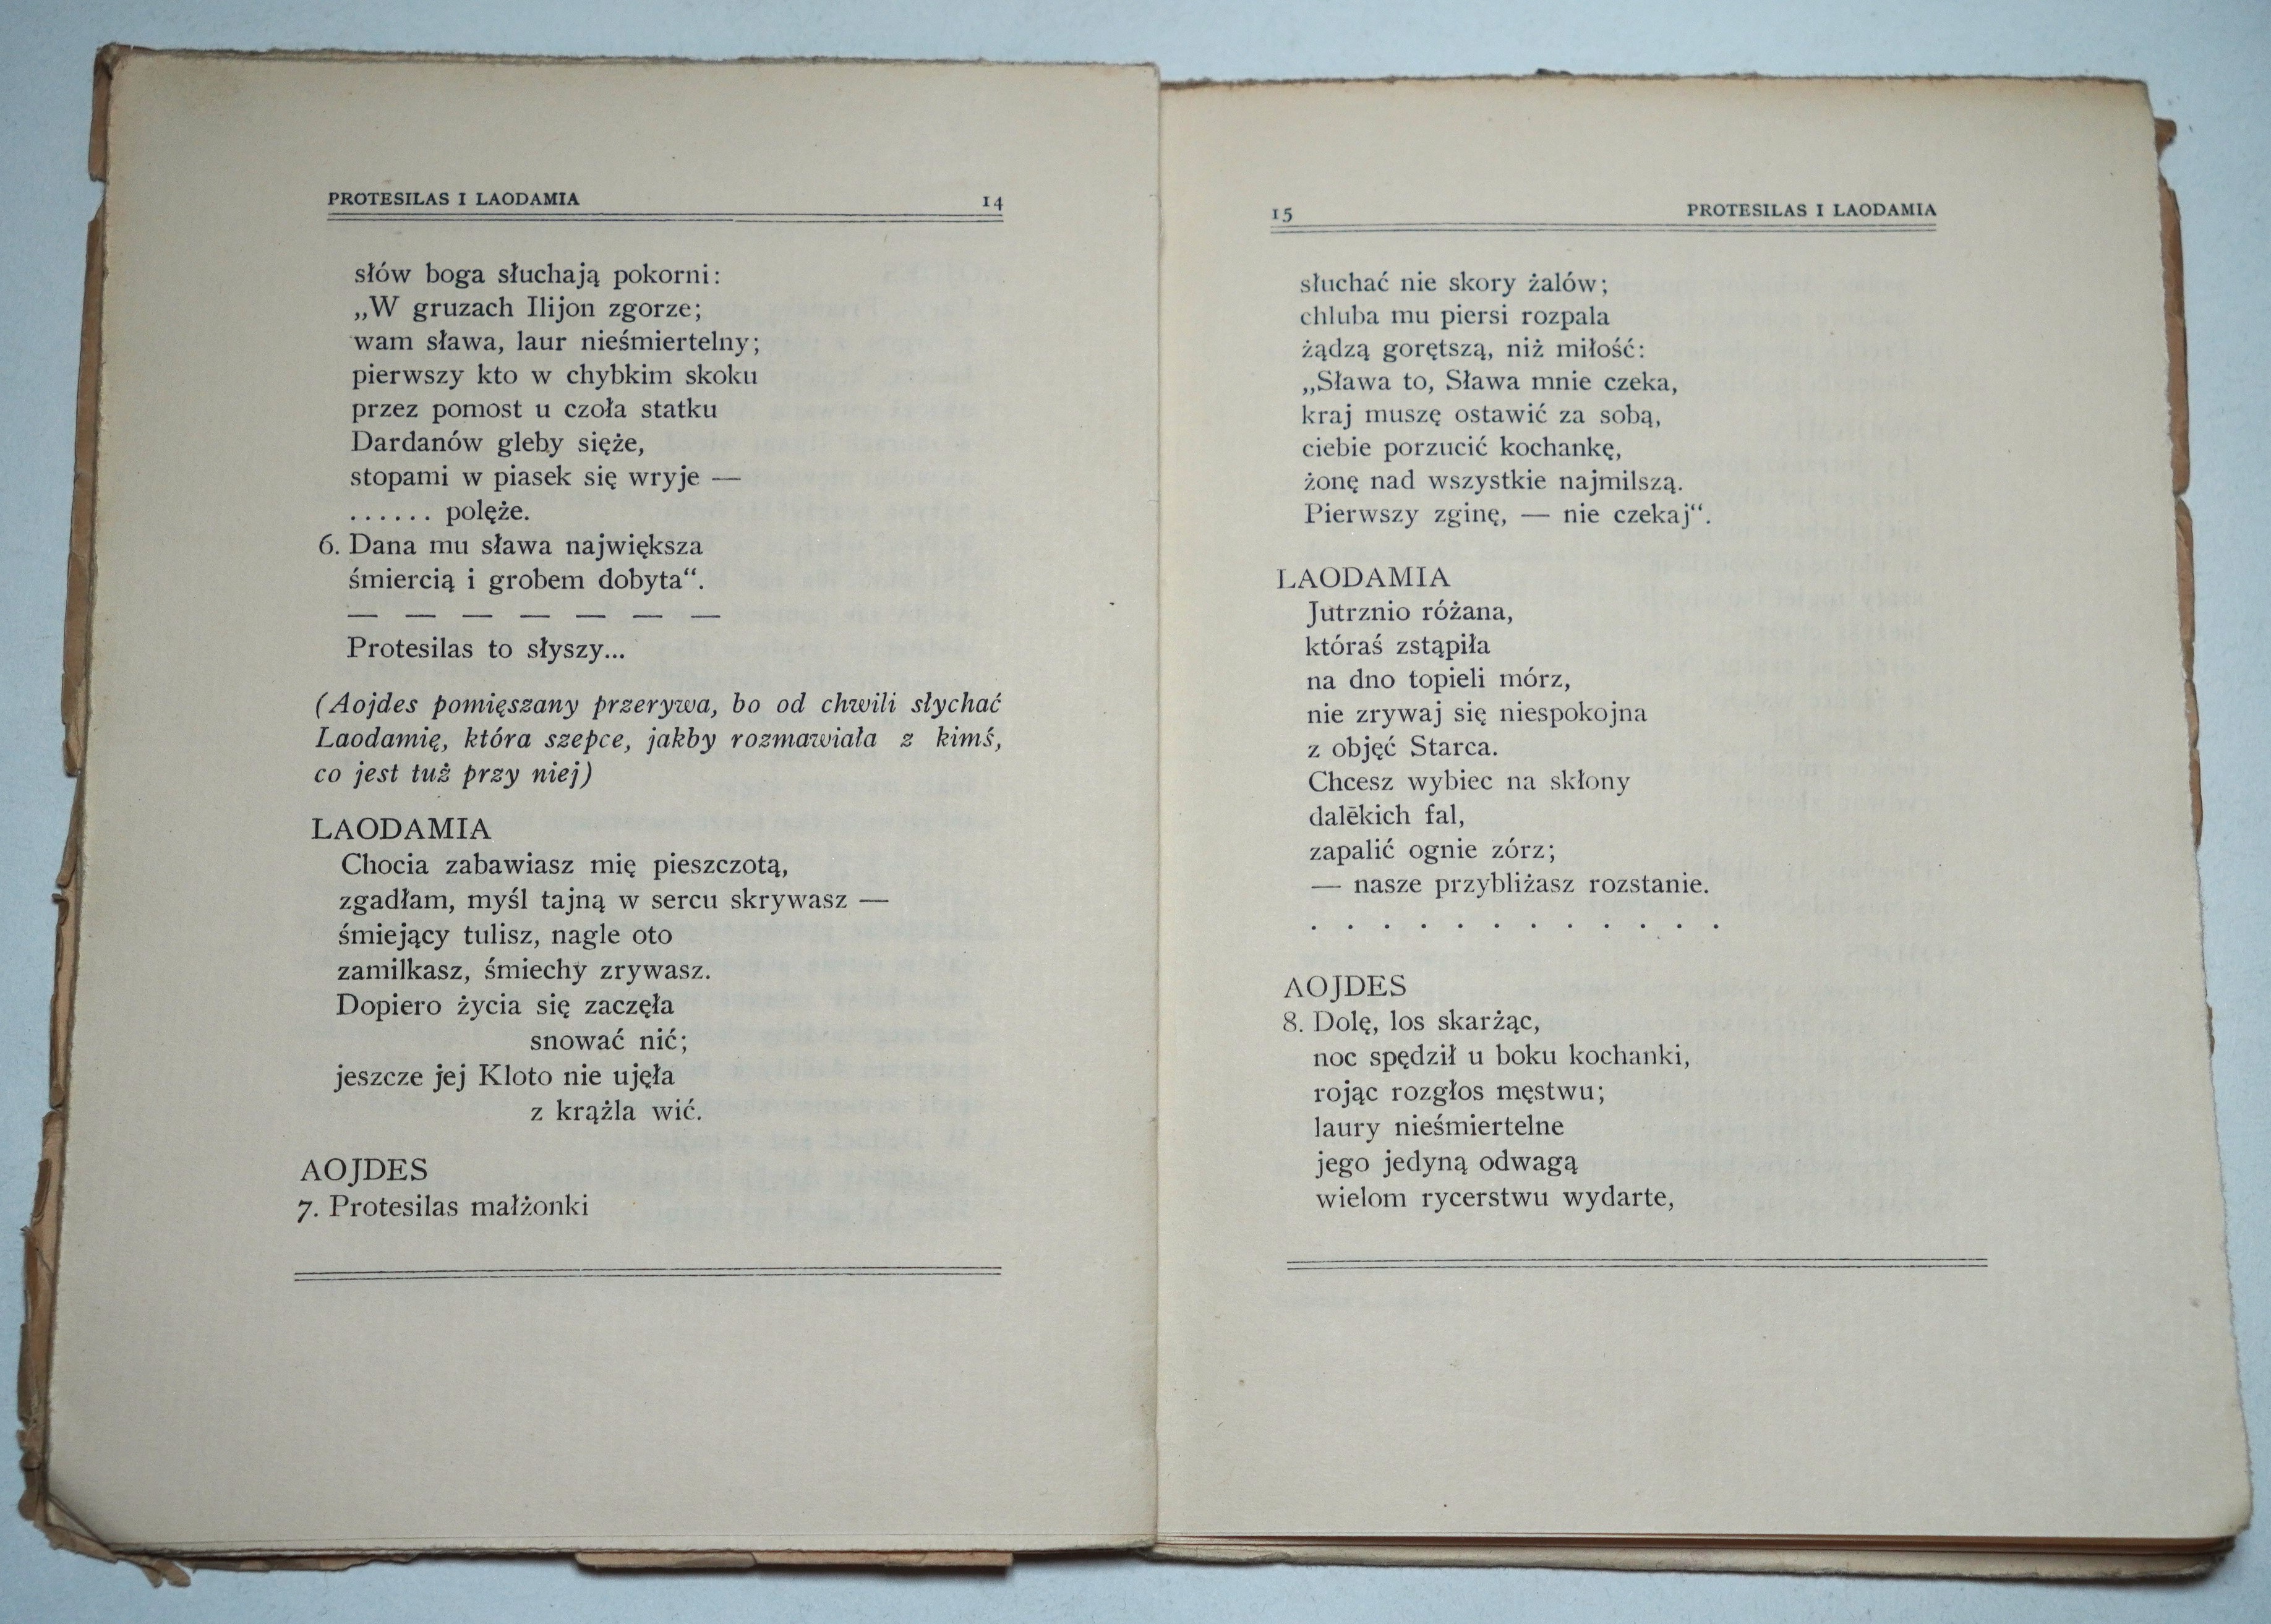 PROTESILAS I LAODAMIA 14
słów boga słuchają pokorni:
„W gruzach Ilijon zgorze;
wam sława, laur nieśmiertelny;
pierwszy kto w chybkim skoku
przez pomost u czoła statku
Dardanów gleby sięże,
stopami w piasek się wryje —
...... polęże.
6. Dana mu sława największa
śmiercią i grobem dobyta“.
— — — — — — —
Protesilas to słyszy...
(Aojdes pomięszany przerywa, bo od chwili słychać
Laodamię, która szepce, jakby rozmawiała z kimś,
co jest tuż przy niej)
LAODAMIA
Chocia zabawiasz mię pieszczotą,
zgadłam, myśl tajną w sercu skrywasz —
śmiejący tulisz, nagle oto
zamilkasz, śmiechy zrywasz.
Dopiero życia się zaczęła
snować nić;
jeszcze jej Kloto nie ujęła
z krążla wić.
AOJDES
7. Protesilas małżonki
15 PROTESILAS I LAODAMIA
słuchać nie skory żalów;
chluba mu piersi rozpala
żądzą gorętszą, niż miłość:
„Sława to, Sława mnie czeka,
kraj muszę ostawić za sobą,
ciebie porzucić kochankę,
żonę nad wszystkie najmilszą.
Pierwszy zginę, — nie czekaj“.
LAODAMIA
Jutrznio różana,
któraś zstąpiła
na dno topieli mórz,
nie zrywaj się niespokojna
z objęć Starca.
Chcesz wybiec na skłony
dalēkich fal,
zapalić ognie zórz;
— nasze przybliżasz rozstanie.
. . . . . . . . . . . .
AOJDES
8. Dolę, los skarżąc,
noc spędził u boku kochanki,
rojąc rozgłos męstwu;
laury nieśmiertelne
jego jedyną odwagą
wielom rycerstwu wydarte,